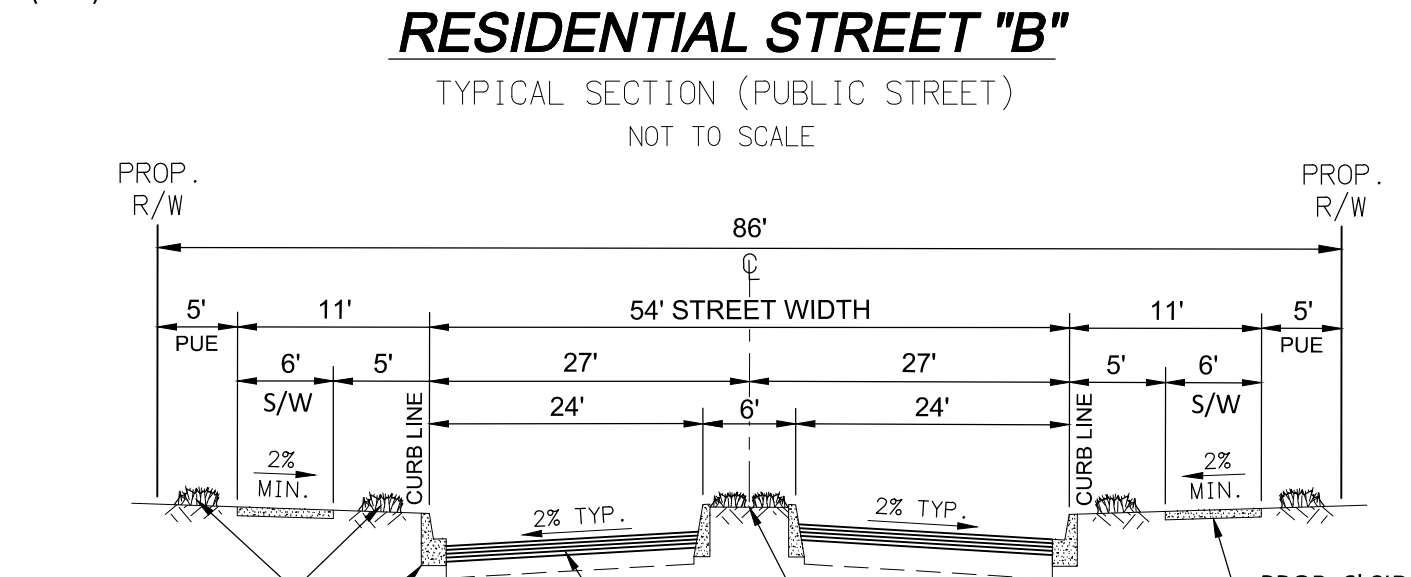 RESIDENTIAL STREET "B"
TYPICAL SECTION (PUBLIC STREET)
NOT TO SCALE
PROP.
R/W
PROP.
R/W
86'
℄
5'
11'
54' STREET WIDTH
11'
5'
PUE
PUE
6'
5'
27'
27'
5'
6'
S/W
S/W
24'
6'
24'
CURB LINE
CURB LINE
2%
MIN.
2%
MIN.
2% TYP.
2% TYP.